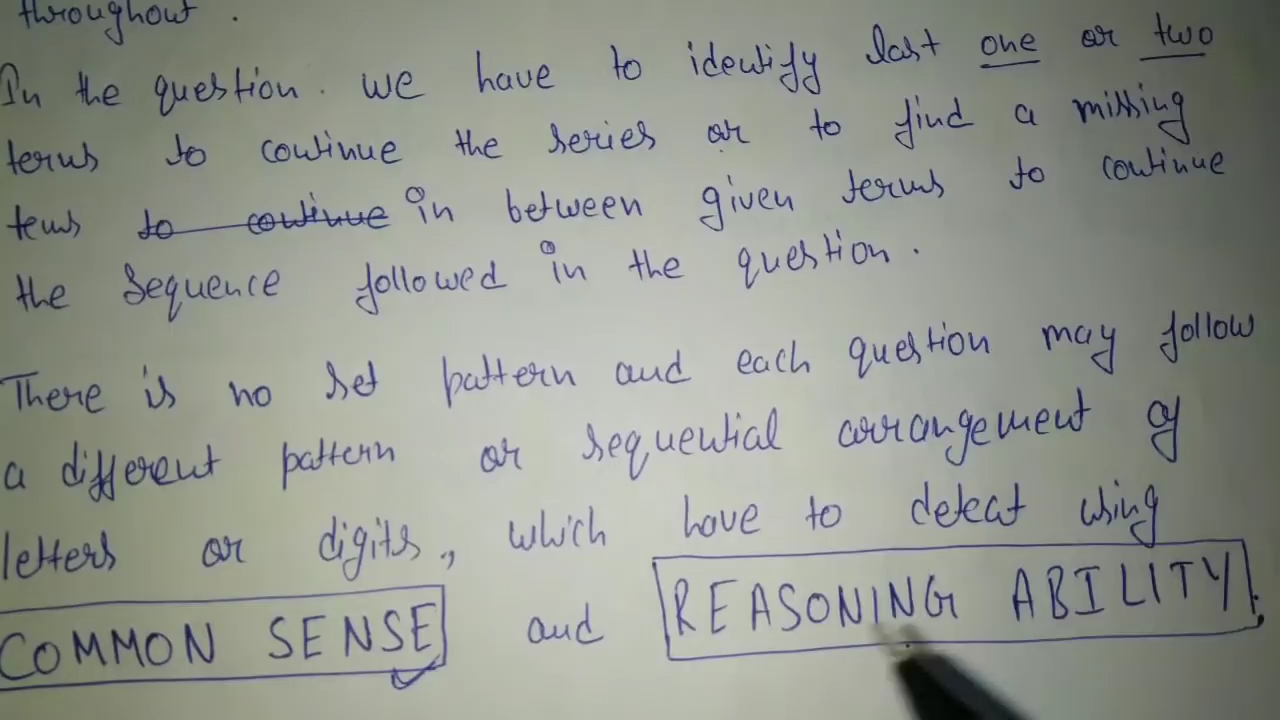 throughout.
In the question. we have to identify last one or two
terms to continue the series or to find a missing
tems to continue in between given terms to continue
the sequence followed in the question.
There is no set pattern and each question may follow
a different pattern or sequential arrangement of
letters or digits, which have to deteat using
COMMON SENSE and REASONING ABILITY.